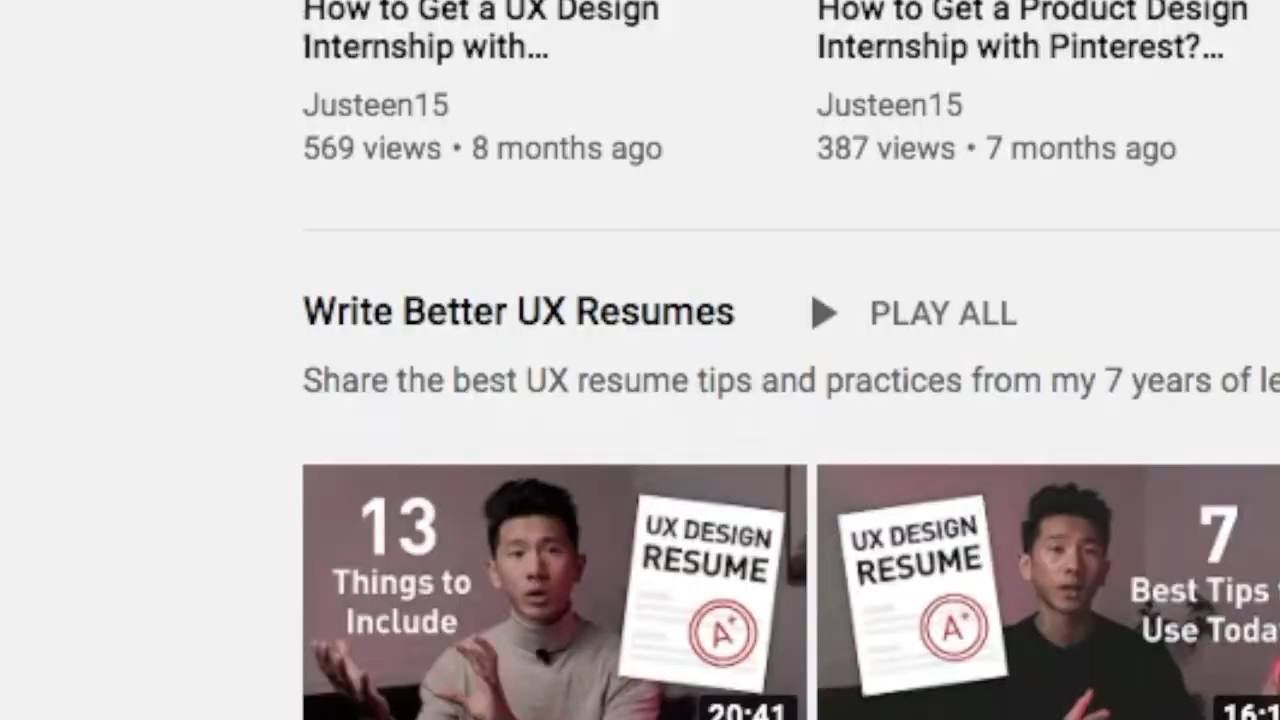 How to Get a UX Design
Internship with...
Justeen15
569 views • 8 months ago
How to Get a Product Design
Internship with Pinterest?...
Justeen15
387 views • 7 months ago
Write Better UX Resumes
PLAY ALL
Share the best UX resume tips and practices from my 7 years of
13
Things to
Include
UX DESIGN
RESUME
A+
20:41
UX DESIGN
RESUME
A+
7
Best Tips
Use